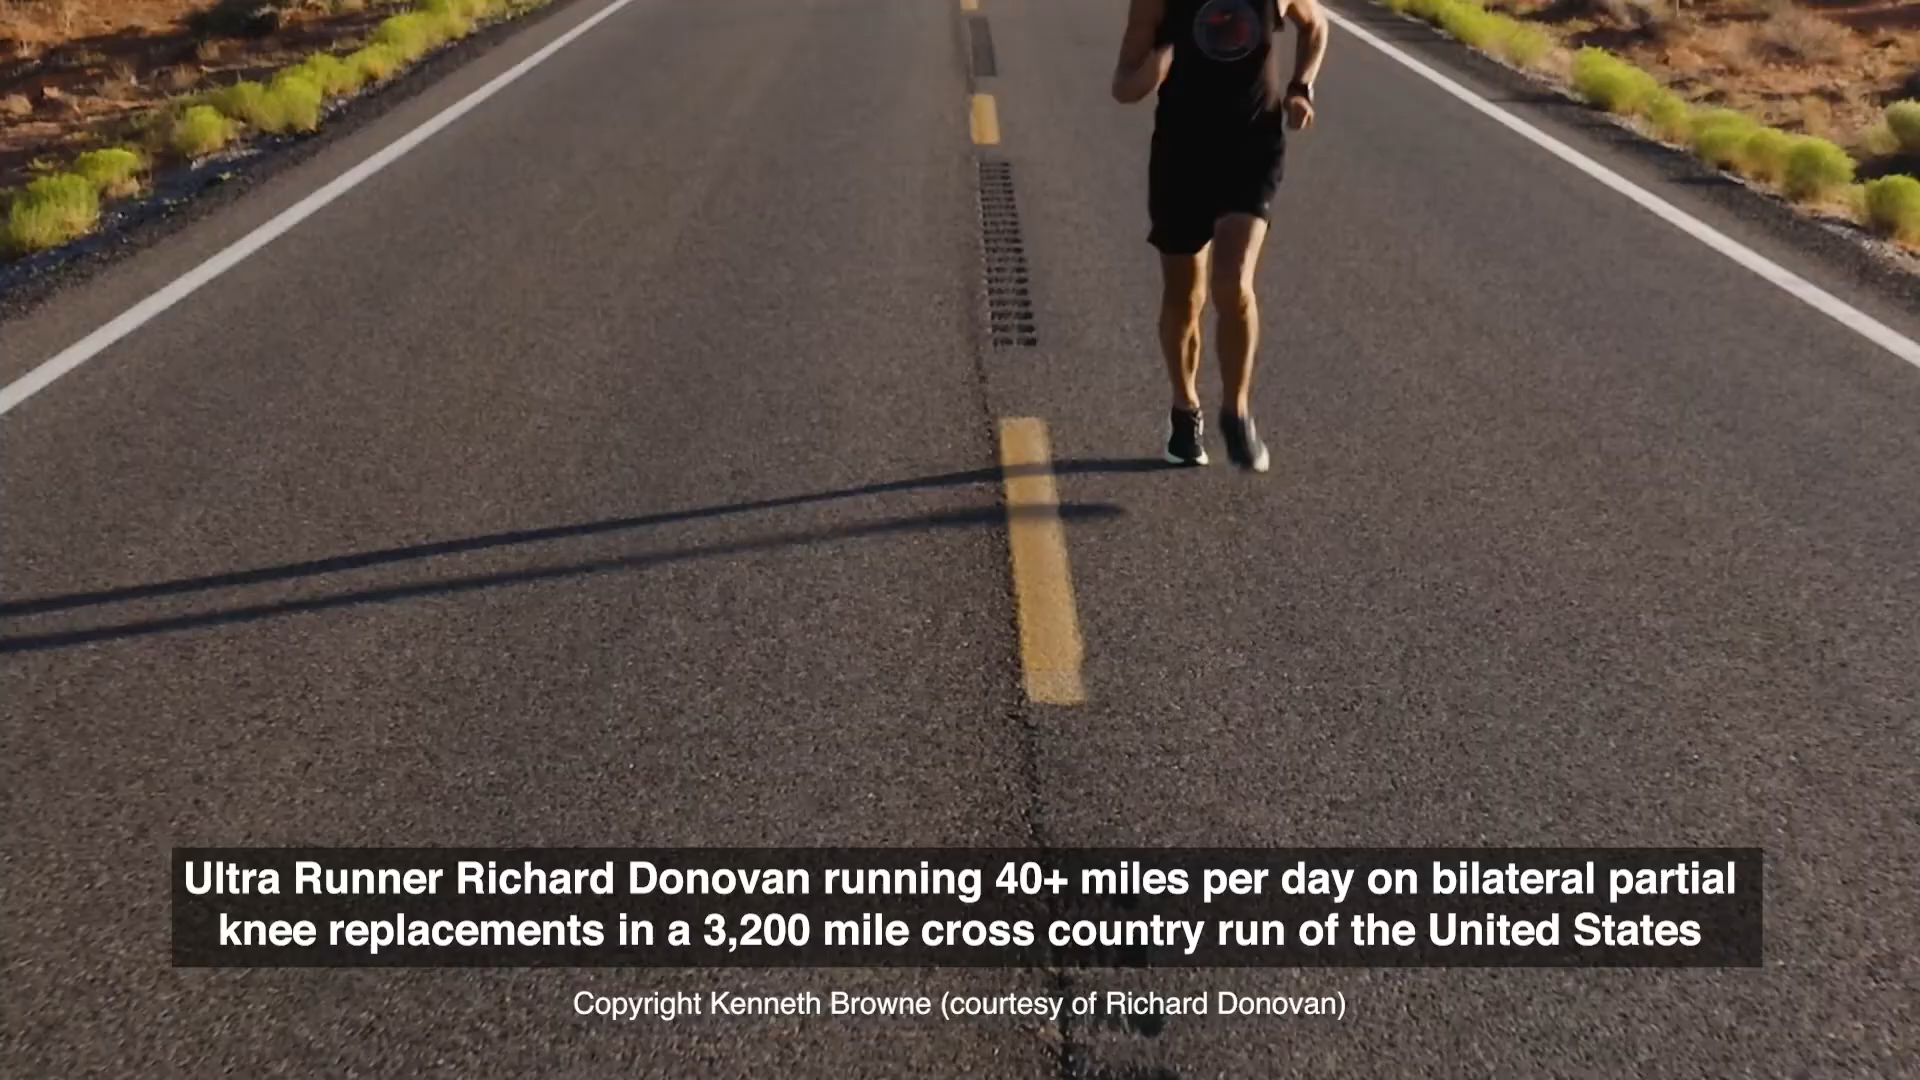 Ultra Runner Richard Donovan running 40+ miles per day on bilateral partial
knee replacements in a 3,200 mile cross country run of the United States
Copyright Kenneth Browne (courtesy of Richard Donovan)